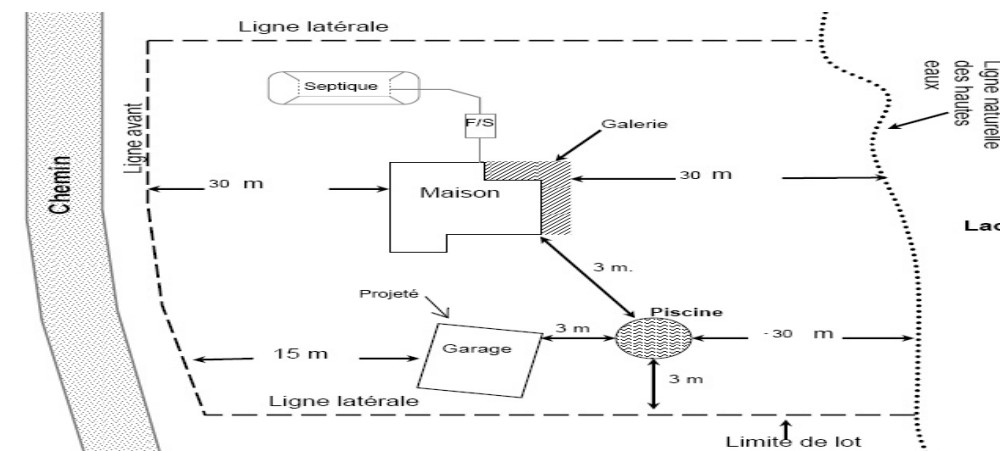 Ligne latérale
Ligne naturelle
des hautes
eaux
Septique
F/S
Galerie
Ligne avant
Chemin
30 m
Maison
30 m
Lac
3 m.
Projeté
Piscine
3 m
-30 m
15 m
Garage
3 m
Ligne latérale
Limite de lot